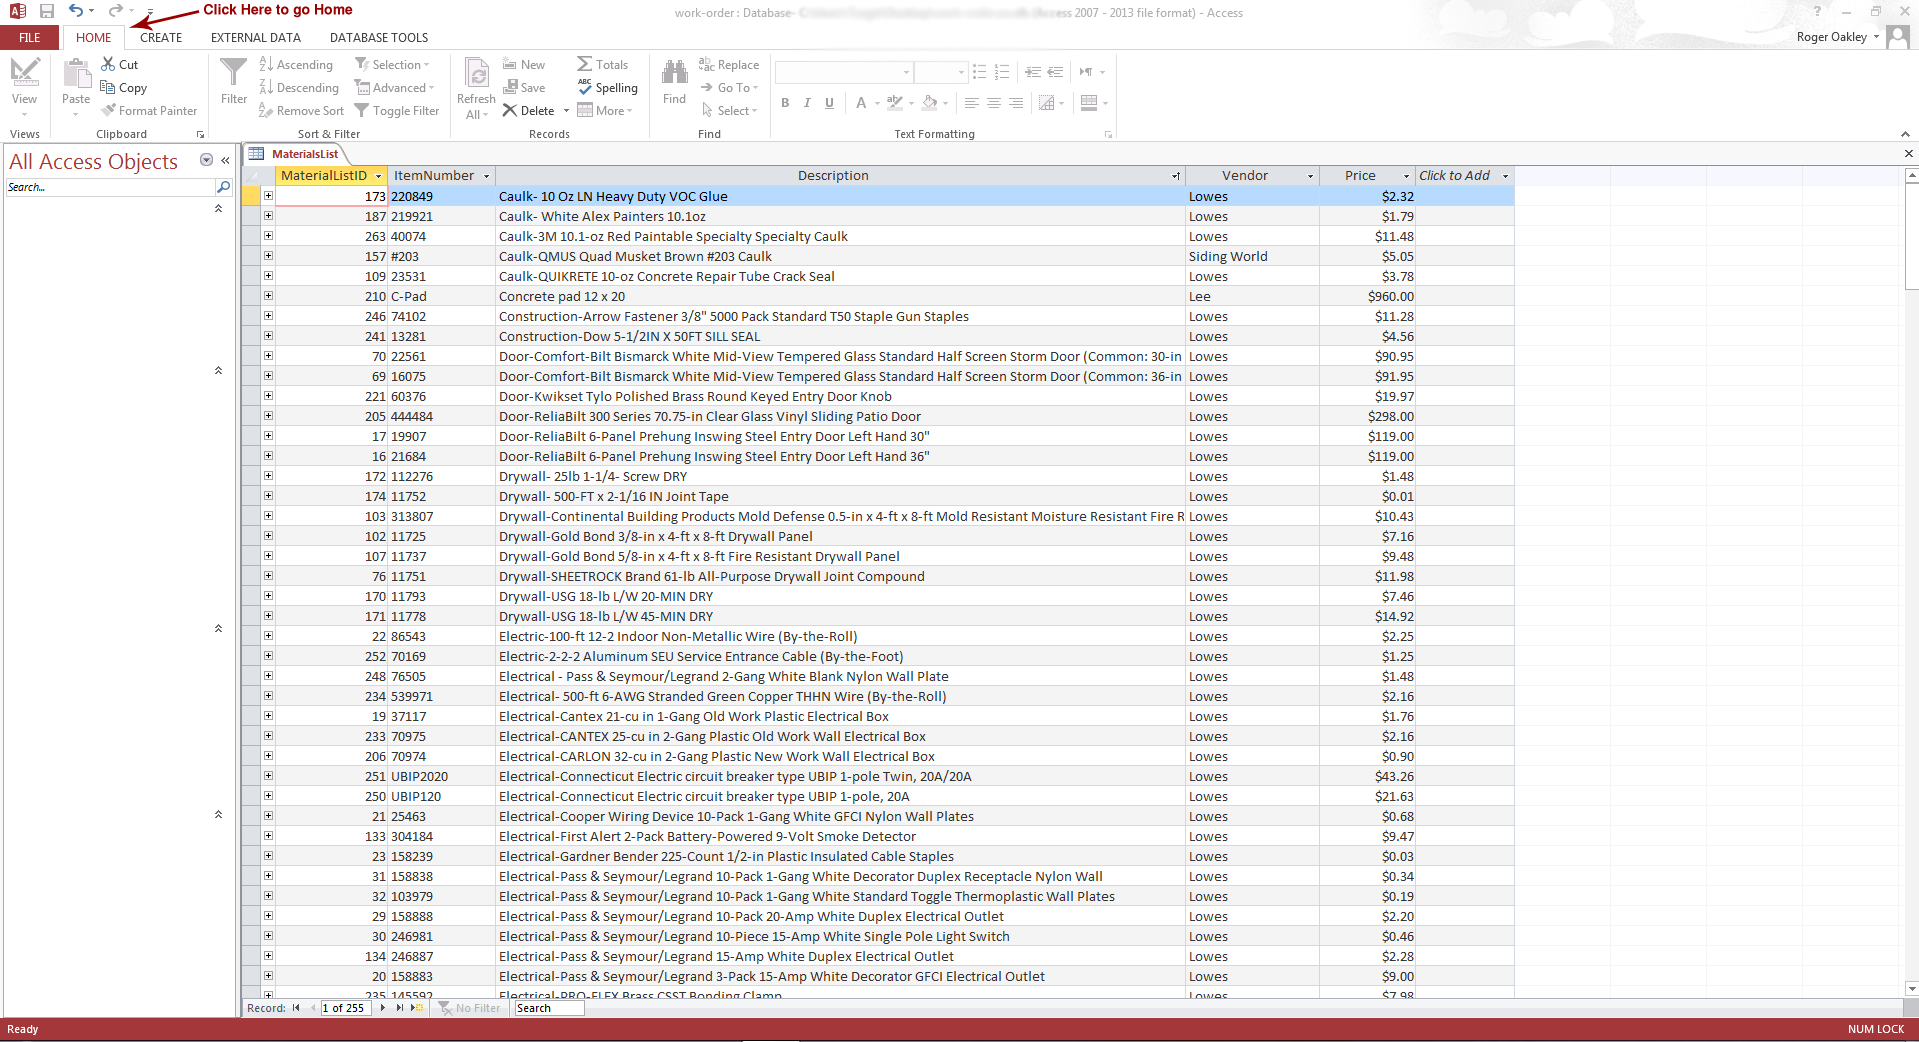 Click Here to go Home
work-order : Database- (Access 2007 - 2013 file format) - Access
FILE HOME CREATE EXTERNAL DATA DATABASE TOOLS Roger Oakley
View Paste Cut Copy Format Painter
Filter Ascending Descending Remove Sort Selection Advanced Toggle Filter
Refresh All New Save Delete Totals Spelling More
Find Replace Go To Select
B I U A
Views Clipboard Sort & Filter Records Find Text Formatting
All Access Objects
Search...
MaterialsList
MaterialListID ItemNumber Description Vendor Price Click to Add
173 220849 Caulk- 10 Oz LN Heavy Duty VOC Glue Lowes $2.32
187 219921 Caulk- White Alex Painters 10.1oz Lowes $1.79
263 40074 Caulk-3M 10.1-oz Red Paintable Specialty Specialty Caulk Lowes $11.48
157 #203 Caulk-QMUS Quad Musket Brown #203 Caulk Siding World $5.05
109 23531 Caulk-QUIKRETE 10-oz Concrete Repair Tube Crack Seal Lowes $3.78
210 C-Pad Concrete pad 12 x 20 Lee $960.00
246 74102 Construction-Arrow Fastener 3/8" 5000 Pack Standard T50 Staple Gun Staples Lowes $11.28
241 13281 Construction-Dow 5-1/2IN X 50FT SILL SEAL Lowes $4.56
70 22561 Door-Comfort-Bilt Bismarck White Mid-View Tempered Glass Standard Half Screen Storm Door (Common: 30-in Lowes $90.95
69 16075 Door-Comfort-Bilt Bismarck White Mid-View Tempered Glass Standard Half Screen Storm Door (Common: 36-in Lowes $91.95
221 60376 Door-Kwikset Tylo Polished Brass Round Keyed Entry Door Knob Lowes $19.97
205 444484 Door-ReliaBilt 300 Series 70.75-in Clear Glass Vinyl Sliding Patio Door Lowes $298.00
17 19907 Door-ReliaBilt 6-Panel Prehung Inswing Steel Entry Door Left Hand 30" Lowes $119.00
16 21684 Door-ReliaBilt 6-Panel Prehung Inswing Steel Entry Door Left Hand 36" Lowes $119.00
172 112276 Drywall- 25lb 1-1/4- Screw DRY Lowes $1.48
174 11752 Drywall- 500-FT x 2-1/16 IN Joint Tape Lowes $0.01
103 313807 Drywall-Continental Building Products Mold Defense 0.5-in x 4-ft x 8-ft Mold Resistant Moisture Resistant Fire R Lowes $10.43
102 11725 Drywall-Gold Bond 3/8-in x 4-ft x 8-ft Drywall Panel Lowes $7.16
107 11737 Drywall-Gold Bond 5/8-in x 4-ft x 8-ft Fire Resistant Drywall Panel Lowes $9.48
76 11751 Drywall-SHEETROCK Brand 61-lb All-Purpose Drywall Joint Compound Lowes $11.98
170 11793 Drywall-USG 18-lb L/W 20-MIN DRY Lowes $7.46
171 11778 Drywall-USG 18-lb L/W 45-MIN DRY Lowes $14.92
22 86543 Electric-100-ft 12-2 Indoor Non-Metallic Wire (By-the-Roll) Lowes $2.25
252 70169 Electric-2-2-2 Aluminum SEU Service Entrance Cable (By-the-Foot) Lowes $1.25
248 76505 Electrical - Pass & Seymour/Legrand 2-Gang White Blank Nylon Wall Plate Lowes $1.48
234 539971 Electrical- 500-ft 6-AWG Stranded Green Copper THHN Wire (By-the-Roll) Lowes $2.16
19 37117 Electrical-Cantex 21-cu in 1-Gang Old Work Plastic Electrical Box Lowes $1.76
233 70975 Electrical-CANTEX 25-cu in 2-Gang Plastic Old Work Wall Electrical Box Lowes $2.16
206 70974 Electrical-CARLON 32-cu in 2-Gang Plastic New Work Wall Electrical Box Lowes $0.90
251 UBIP2020 Electrical-Connecticut Electric circuit breaker type UBIP 1-pole Twin, 20A/20A Lowes $43.26
250 UBIP120 Electrical-Connecticut Electric circuit breaker type UBIP 1-pole, 20A Lowes $21.63
21 25463 Electrical-Cooper Wiring Device 10-Pack 1-Gang White GFCI Nylon Wall Plates Lowes $0.68
133 304184 Electrical-First Alert 2-Pack Battery-Powered 9-Volt Smoke Detector Lowes $9.47
23 158239 Electrical-Gardner Bender 225-Count 1/2-in Plastic Insulated Cable Staples Lowes $0.03
31 158838 Electrical-Pass & Seymour/Legrand 10-Pack 1-Gang White Decorator Duplex Receptacle Nylon Wall Lowes $0.34
32 103979 Electrical-Pass & Seymour/Legrand 10-Pack 1-Gang White Standard Toggle Thermoplastic Wall Plates Lowes $0.19
29 158888 Electrical-Pass & Seymour/Legrand 10-Pack 20-Amp White Duplex Electrical Outlet Lowes $2.20
30 246981 Electrical-Pass & Seymour/Legrand 10-Piece 15-Amp White Single Pole Light Switch Lowes $0.46
134 246887 Electrical-Pass & Seymour/Legrand 15-Amp White Duplex Electrical Outlet Lowes $2.28
20 158883 Electrical-Pass & Seymour/Legrand 3-Pack 15-Amp White Decorator GFCI Electrical Outlet Lowes $9.00
235 145592 Electrical-PRO-FLEX Brass CSST Bonding Clamp Lowes $7.98
Record: 1 of 255 No Filter Search
Ready NUM LOCK